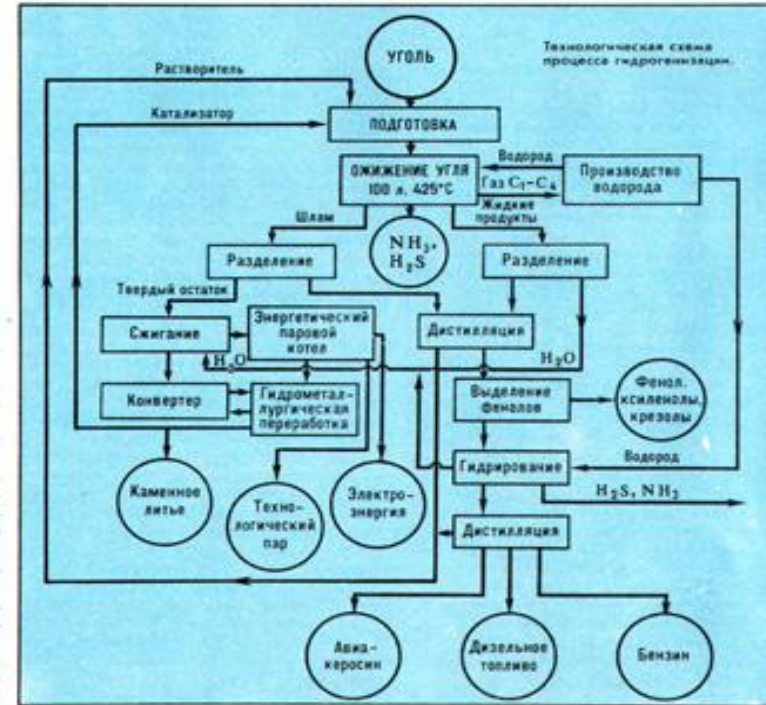 Технологическая схема
процесса гидрогенизации.
УГОЛЬ
Растворитель
Катализатор
ПОДГОТОВКА
ОЖИЖЕНИЕ УГЛЯ
100 л, 425°C
Водород
Газ C₁–C₄
Жидкие
продукты
Производство
водорода
Шлам
NH₃,
H₂S
Разделение
Разделение
Твердый остаток
Сжигание
Энергетический
паровой
котел
Дистилляция
H₂O
H₂O
Конвертер
Гидрометал-
лургическая
переработка
Выделение
фенолов
Фенол,
ксиленолы,
крезолы
Водород
Гидрирование
H₂S, NH₃
Каменное
литье
Техно-
логический
пар
Электро-
энергия
Дистилляция
Авиа-
керосин
Дизельное
топливо
Бензин